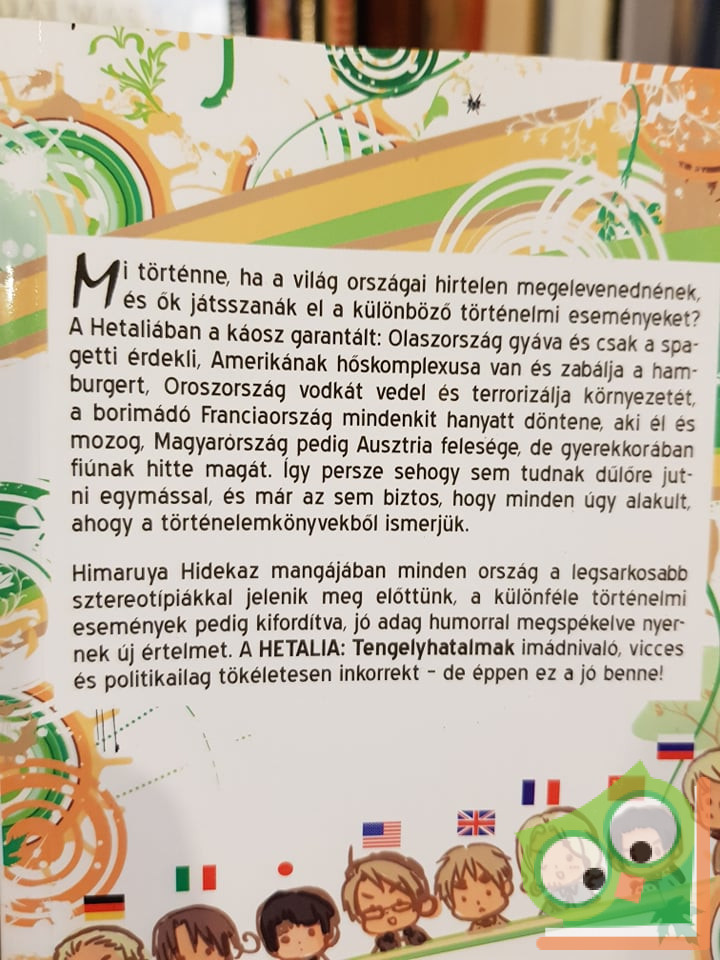 Mi történne, ha a világ országai hirtelen megelevenednének,
és ők játsszanák el a különböző történelmi eseményeket?
A Hetaliában a káosz garantált: Olaszország gyáva és csak a spa-
getti érdekli, Amerikának hőskomplexusa van és zabálja a ham-
burgert, Oroszország vodkát vedel és terrorizálja környezetét,
a borimádó Franciaország mindenkit hanyatt döntene, aki él és
mozog, Magyarország pedig Ausztria felesége, de gyerekkorában
fiúnak hitte magát. Így persze sehogy sem tudnak dűlőre jut-
ni egymással, és már az sem biztos, hogy minden úgy alakult,
ahogy a történelemkönyvekből ismerjük.
Himaruya Hidekaz mangájában minden ország a legsarkosabb
sztereotípiákkal jelenik meg előttünk, a különféle történelmi
események pedig kifordítva, jó adag humorral megspékelve nyer-
nek új értelmet. A HETALIA: Tengelyhatalmak imádnivaló, vicces
és politikailag tökéletesen inkorrekt – de éppen ez a jó benne!